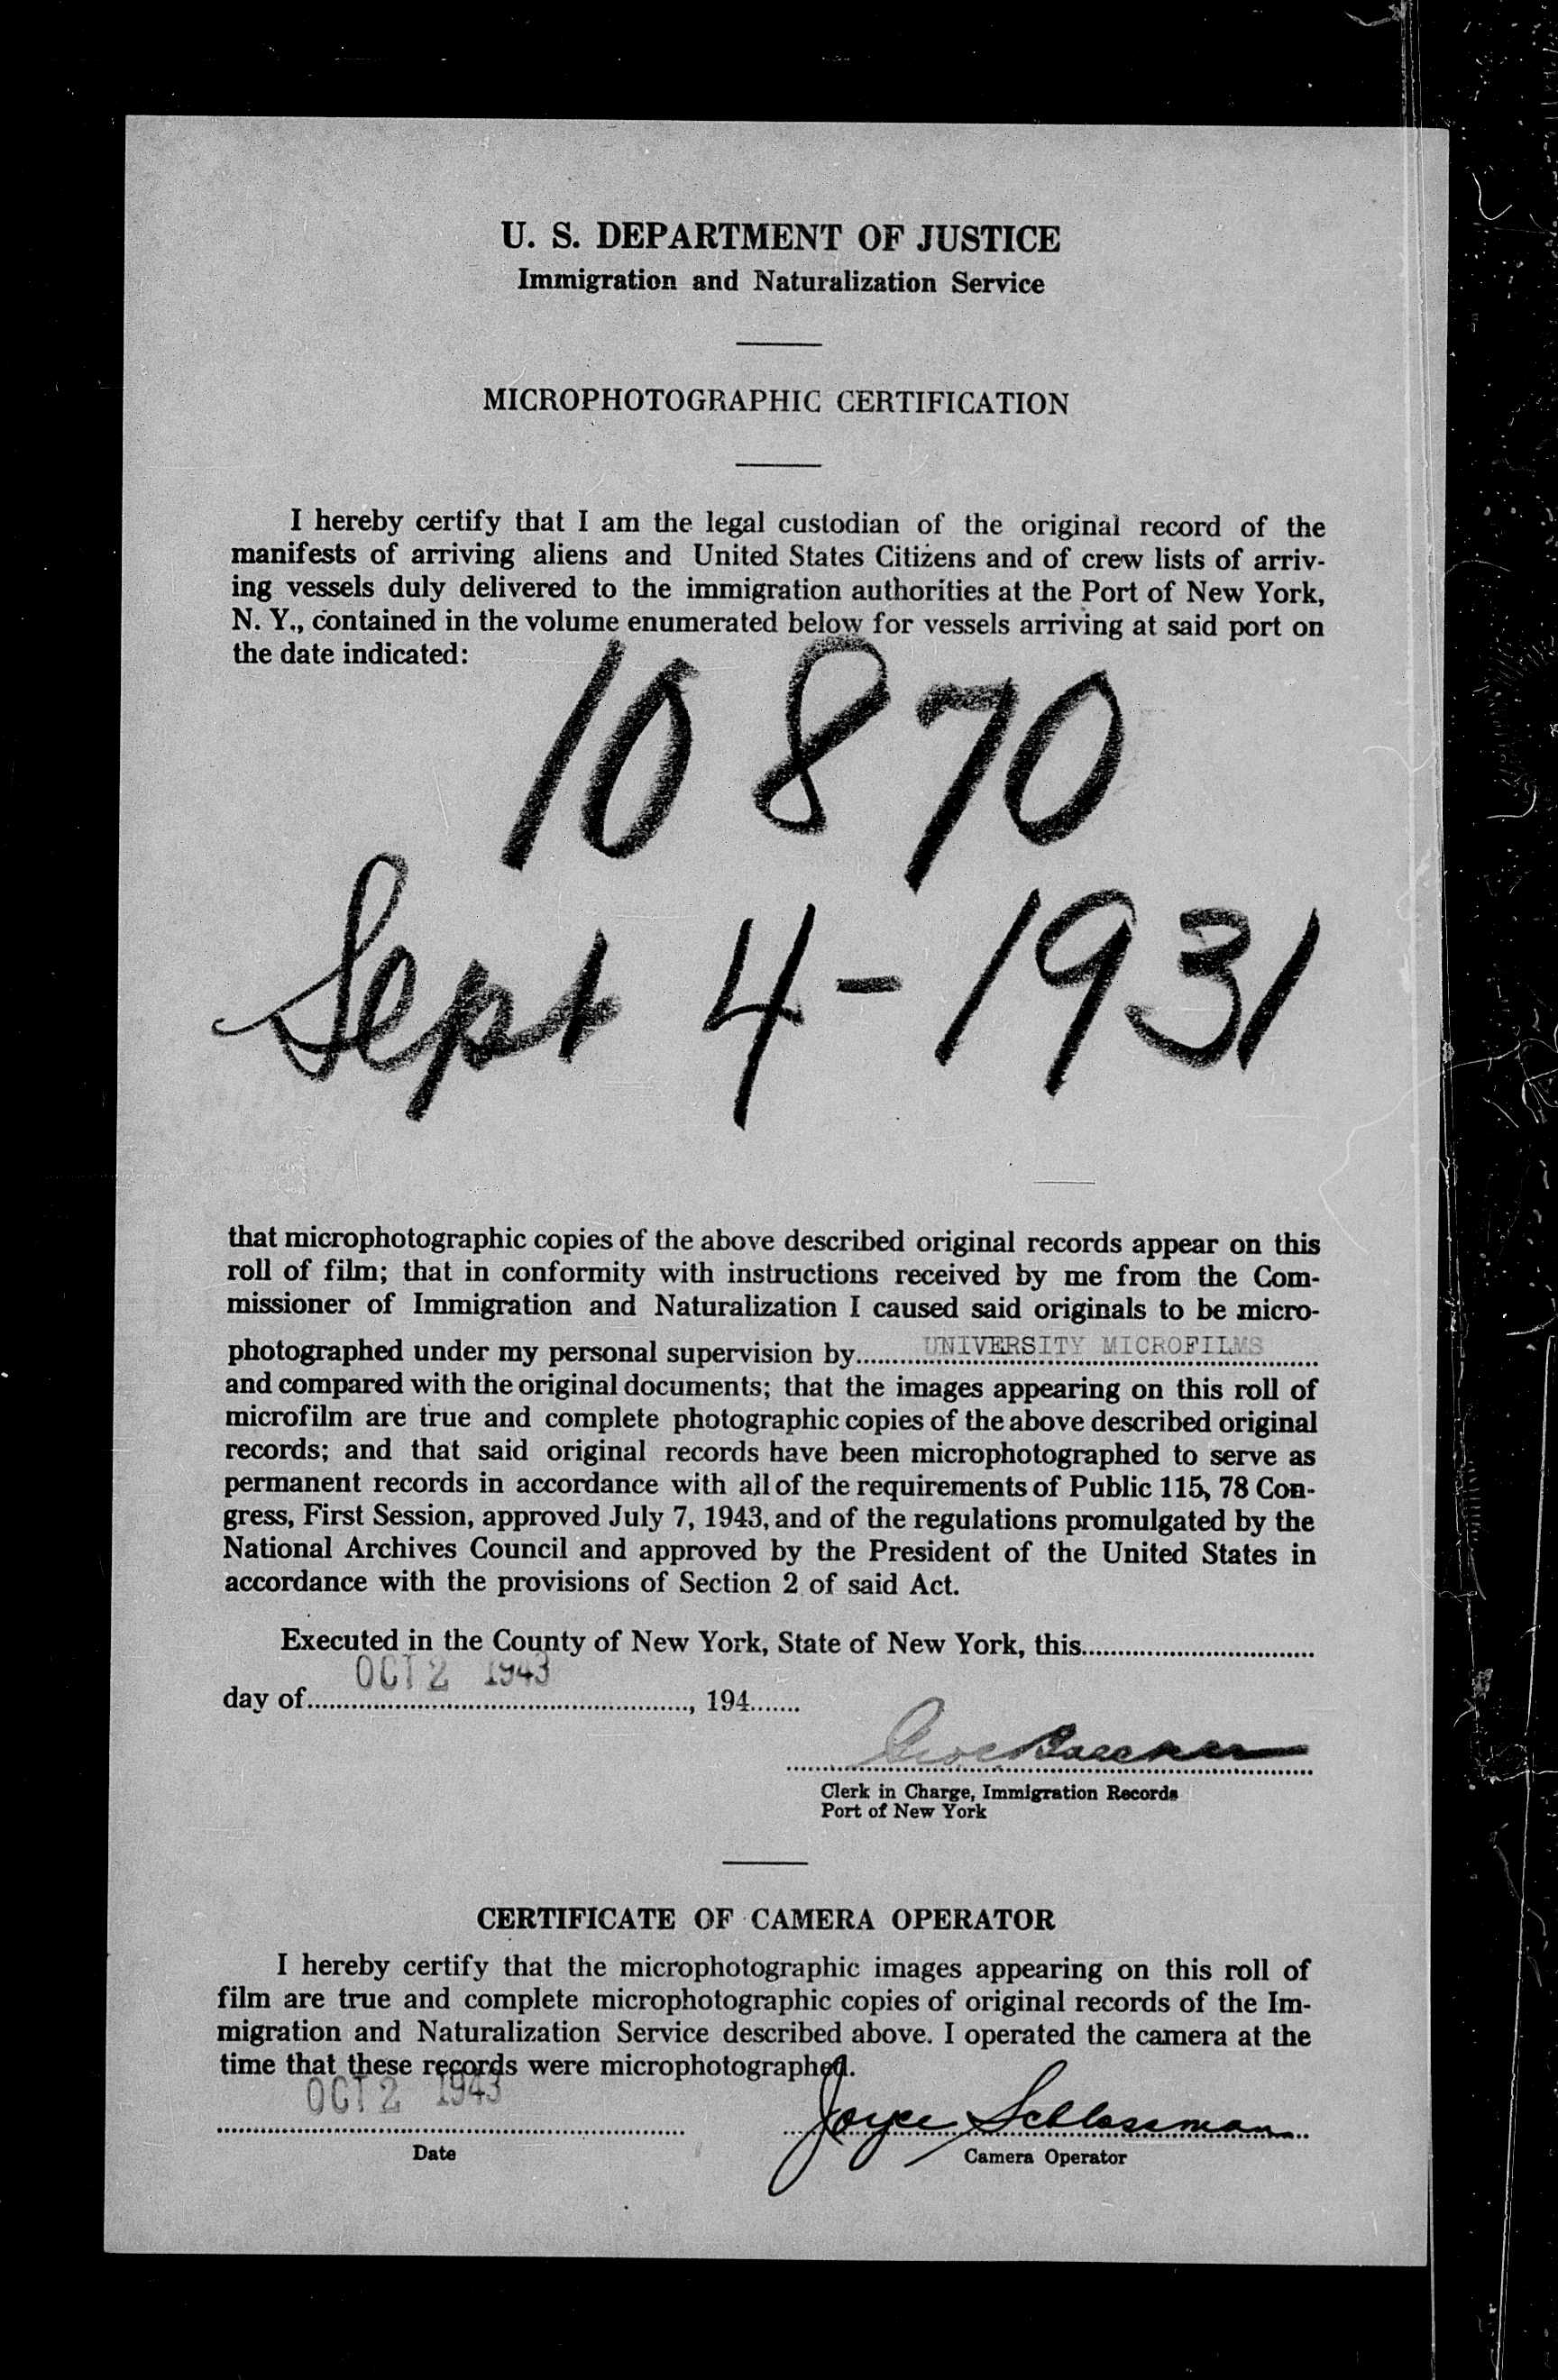 U. S. DEPARTMENT OF JUSTICE
Immigration and Naturalization Service
MICROPHOTOGRAPHIC CERTIFICATION
I hereby certify that I am the legal custodian of the original record of the
manifests of arriving aliens and United States Citizens and of crew lists of arriv-
ing vessels duly delivered to the immigration authorities at the Port of New York,
N. Y., contained in the volume enumerated below for vessels arriving at said port on
the date indicated:
10870
Sept 4-1931
that microphotographic copies of the above described original records appear on this
roll of film; that in conformity with instructions received by me from the Com-
missioner of Immigration and Naturalization I caused said originals to be micro-
photographed under my personal supervision by UNIVERSITY MICROFILMS
and compared with the original documents; that the images appearing on this roll of
microfilm are true and complete photographic copies of the above described original
records; and that said original records have been microphotographed to serve as
permanent records in accordance with all of the requirements of Public 115, 78 Con-
gress, First Session, approved July 7, 1943, and of the regulations promulgated by the
National Archives Council and approved by the President of the United States in
accordance with the provisions of Section 2 of said Act.
Executed in the County of New York, State of New York, this
OCT 2 1943
day of , 194
Clerk in Charge, Immigration Records
Port of New York
CERTIFICATE OF CAMERA OPERATOR
I hereby certify that the microphotographic images appearing on this roll of
film are true and complete microphotographic copies of original records of the Im-
migration and Naturalization Service described above. I operated the camera at the
time that these records were microphotographed.
OCT 2 1943
Joyce Schlossman
Date
Camera Operator